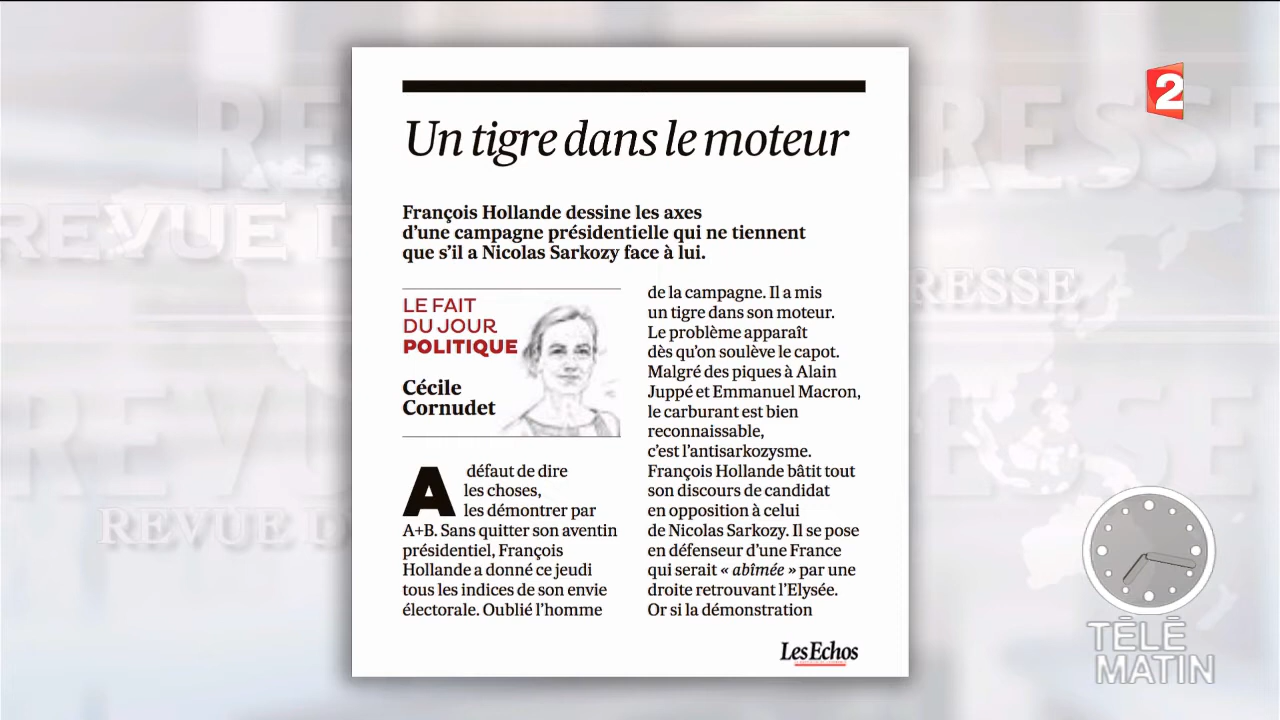 Un tigre dans le moteur
François Hollande dessine les axes
d'une campagne présidentielle qui ne tiennent
que s'il a Nicolas Sarkozy face à lui.
LE FAIT
DU JOUR
POLITIQUE
Cécile
Cornudet
A défaut de dire
les choses,
les démontrer par
A+B. Sans quitter son aventin
présidentiel, François
Hollande a donné ce jeudi
tous les indices de son envie
électorale. Oublié l'homme
de la campagne. Il a mis
un tigre dans son moteur.
Le problème apparaît
dès qu'on soulève le capot.
Malgré des piques à Alain
Juppé et Emmanuel Macron,
le carburant est bien
reconnaissable,
c'est l'antisarkozysme.
François Hollande bâtit tout
son discours de candidat
en opposition à celui
de Nicolas Sarkozy. Il se pose
en défenseur d'une France
qui serait « abîmée » par une
droite retrouvant l'Elysée.
Or si la démonstration
Les Echos
2
TÉLÉ
MATIN
REVUE D
RESSE
REVUE D
RESSE
REVUE
ESSE
REVUE D